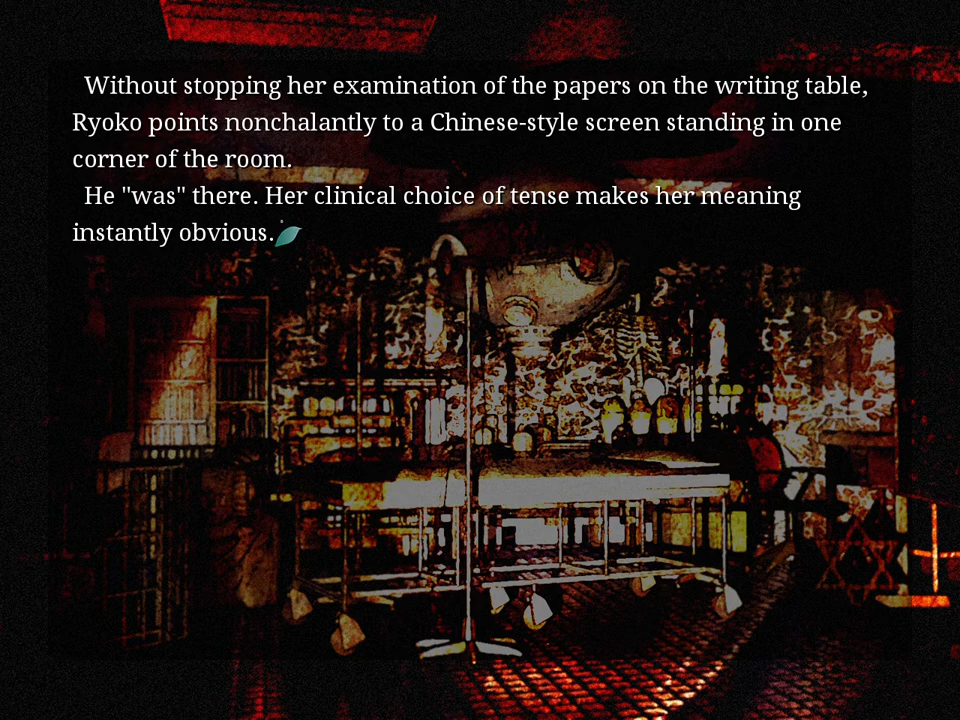 Without stopping her examination of the papers on the writing table,
Ryoko points nonchalantly to a Chinese-style screen standing in one
corner of the room.
He "was" there. Her clinical choice of tense makes her meaning
instantly obvious.